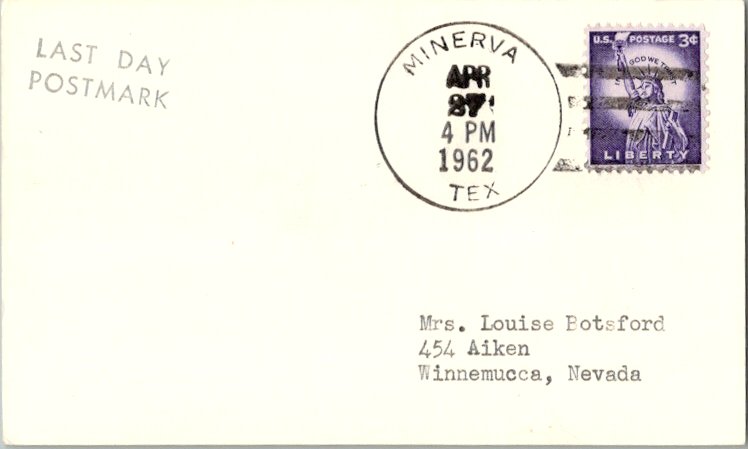 LAST DAY
POSTMARK
MINERVA
APR
27
4 PM
1962
TEX
U.S. POSTAGE 3¢
IN GOD WE TRUST
LIBERTY
Mrs. Louise Botsford
454 Aiken
Winnemucca, Nevada